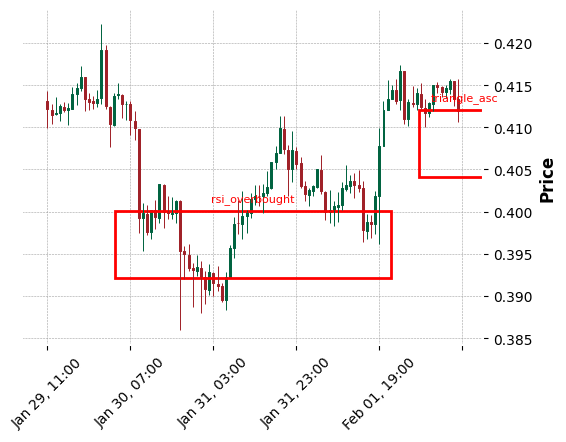 0.420
0.415
triangle_asc
0.410
0.405
rsi_overbought
0.400
0.395
0.390
0.385
Price
Jan 29, 11:00
Jan 30, 07:00
Jan 31, 03:00
Jan 31, 23:00
Feb 01, 19:00